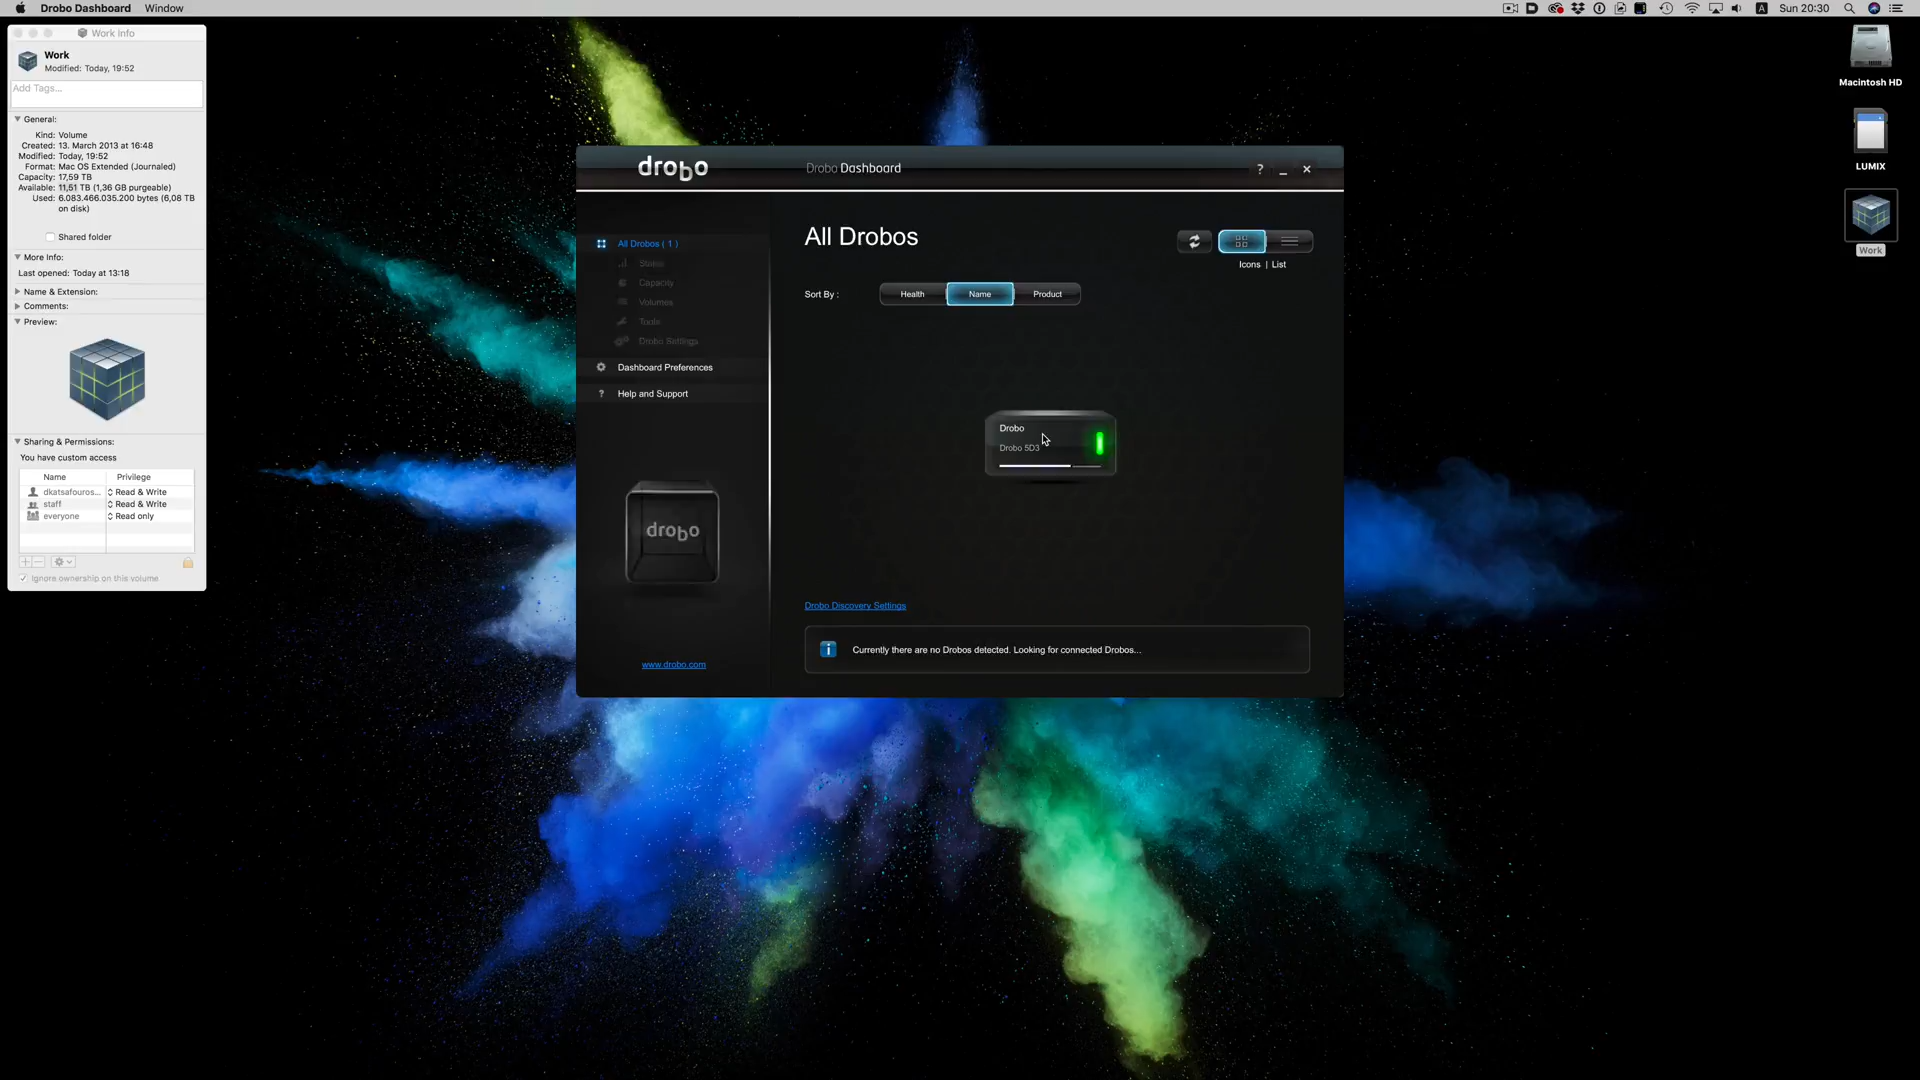 Drobo Dashboard Window
Sun 20:30
Work info
Work
Modified: Today, 19:52
Add Tags...
General:
Kind: Volume
Created: 13. March 2013 at 16:48
Modified: Today, 19:52
Format: Mac OS Extended (Journaled)
Capacity: 17,59 TB
Available: 11,51 TB (1,36 GB purgeable)
Used: 6.083.466.035.200 bytes (6,08 TB
on disk)
Shared folder
More Info:
Last opened: Today at 13:18
Name & Extension:
Comments:
Preview:
Sharing & Permissions:
You have custom access
Name Privilege
dkatsafouros... Read & Write
staff Read & Write
everyone Read only
Ignore ownership on this volume
drobo
Drobo Dashboard
? _ ×
All Drobos ( 1 )
Status
Capacity
Volumes
Tools
Drobo Settings
Dashboard Preferences
? Help and Support
drobo
www.drobo.com
All Drobos
Icons | List
Sort By :
Health
Name
Product
Drobo
Drobo 5D3
Drobo Discovery Settings
i Currently there are no Drobos detected. Looking for connected Drobos...
Macintosh HD
LUMIX
Work